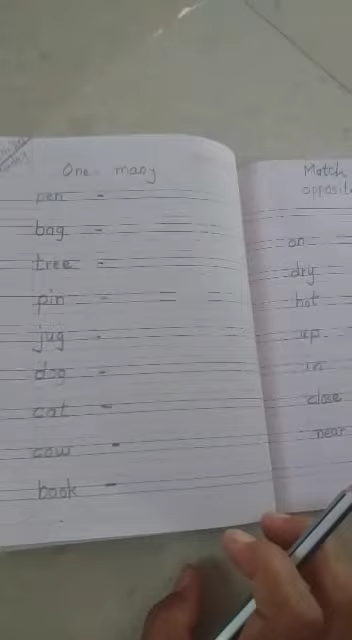 One - many
pen -
bag -
tree -
pin -
jug -
dog -
cat -
cow -
book -
Match
opposit
on
dry
hot
up
in
close
near